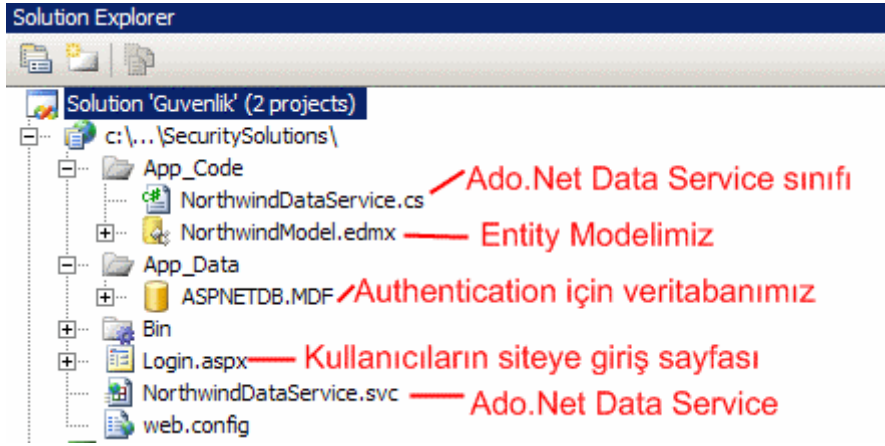 Solution Explorer
Solution 'Guvenlik' (2 projects)
c:\...\SecuritySolutions\
App_Code
NorthwindDataService.cs Ado.Net Data Service sınıfı
NorthwindModel.edmx Entity Modelimiz
App_Data
ASPNETDB.MDF Authentication için veritabanımız
Bin
Login.aspx Kullanıcıların siteye giriş sayfası
NorthwindDataService.svc Ado.Net Data Service
web.config